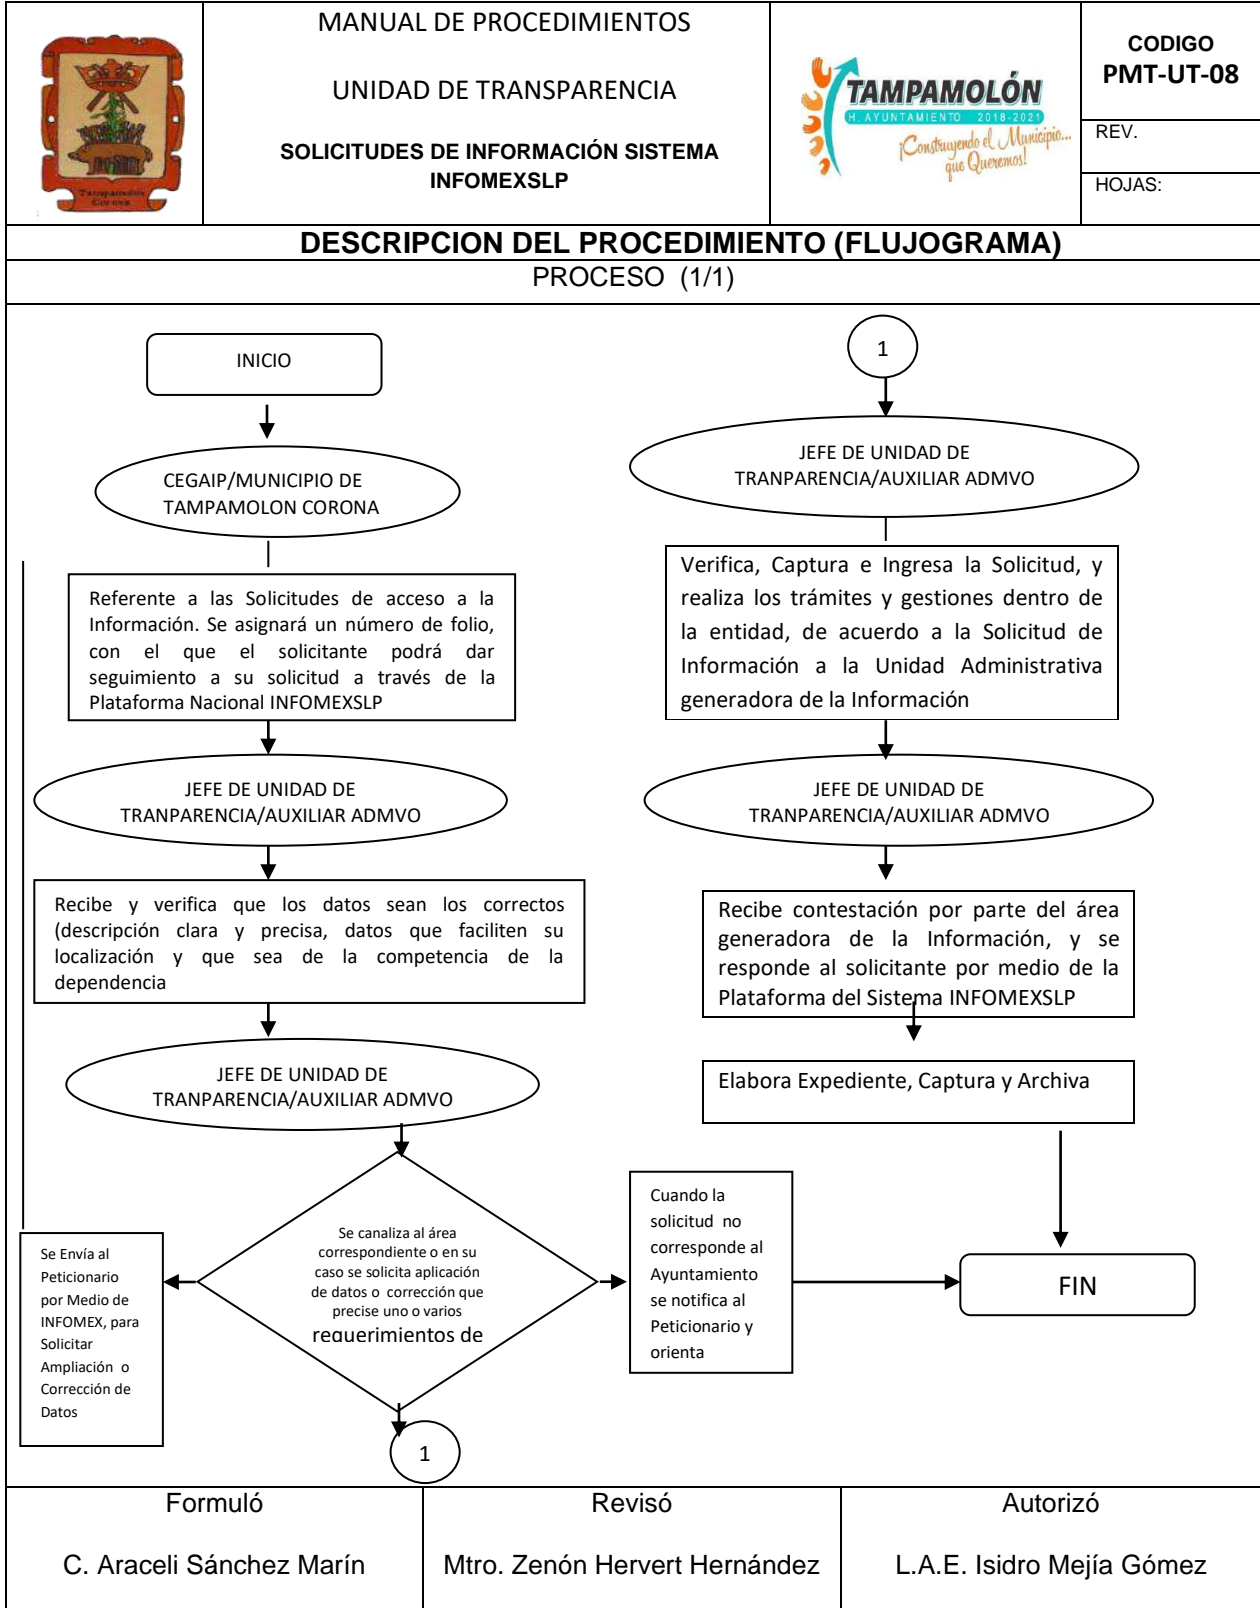 MANUAL DE PROCEDIMIENTOS
UNIDAD DE TRANSPARENCIA
SOLICITUDES DE INFORMACIÓN SISTEMA
INFOMEXSLP
Tampamolón
Corona
TAMPAMOLÓN
H. AYUNTAMIENTO 2018-2021
¡Construyendo el Municipio...
que Queremos!
CODIGO
PMT-UT-08
REV.
HOJAS:
DESCRIPCION DEL PROCEDIMIENTO (FLUJOGRAMA)
PROCESO (1/1)
INICIO
CEGAIP/MUNICIPIO DE
TAMPAMOLON CORONA
Referente a las Solicitudes de acceso a la
Información. Se asignará un número de folio,
con el que el solicitante podrá dar
seguimiento a su solicitud a través de la
Plataforma Nacional INFOMEXSLP
JEFE DE UNIDAD DE
TRANPARENCIA/AUXILIAR ADMVO
Recibe y verifica que los datos sean los correctos
(descripción clara y precisa, datos que faciliten su
localización y que sea de la competencia de la
dependencia
JEFE DE UNIDAD DE
TRANPARENCIA/AUXILIAR ADMVO
Se canaliza al área
correspondiente o en su
caso se solicita aplicación
de datos o corrección que
precise uno o varios
requerimientos de
Se Envía al
Peticionario
por Medio de
INFOMEX, para
Solicitar
Ampliación o
Corrección de
Datos
Cuando la
solicitud no
corresponde al
Ayuntamiento
se notifica al
Peticionario y
orienta
1
1
JEFE DE UNIDAD DE
TRANPARENCIA/AUXILIAR ADMVO
Verifica, Captura e Ingresa la Solicitud, y
realiza los trámites y gestiones dentro de
la entidad, de acuerdo a la Solicitud de
Información a la Unidad Administrativa
generadora de la Información
JEFE DE UNIDAD DE
TRANPARENCIA/AUXILIAR ADMVO
Recibe contestación por parte del área
generadora de la Información, y se
responde al solicitante por medio de la
Plataforma del Sistema INFOMEXSLP
Elabora Expediente, Captura y Archiva
FIN
Formuló
C. Araceli Sánchez Marín
Revisó
Mtro. Zenón Hervert Hernández
Autorizó
L.A.E. Isidro Mejía Gómez